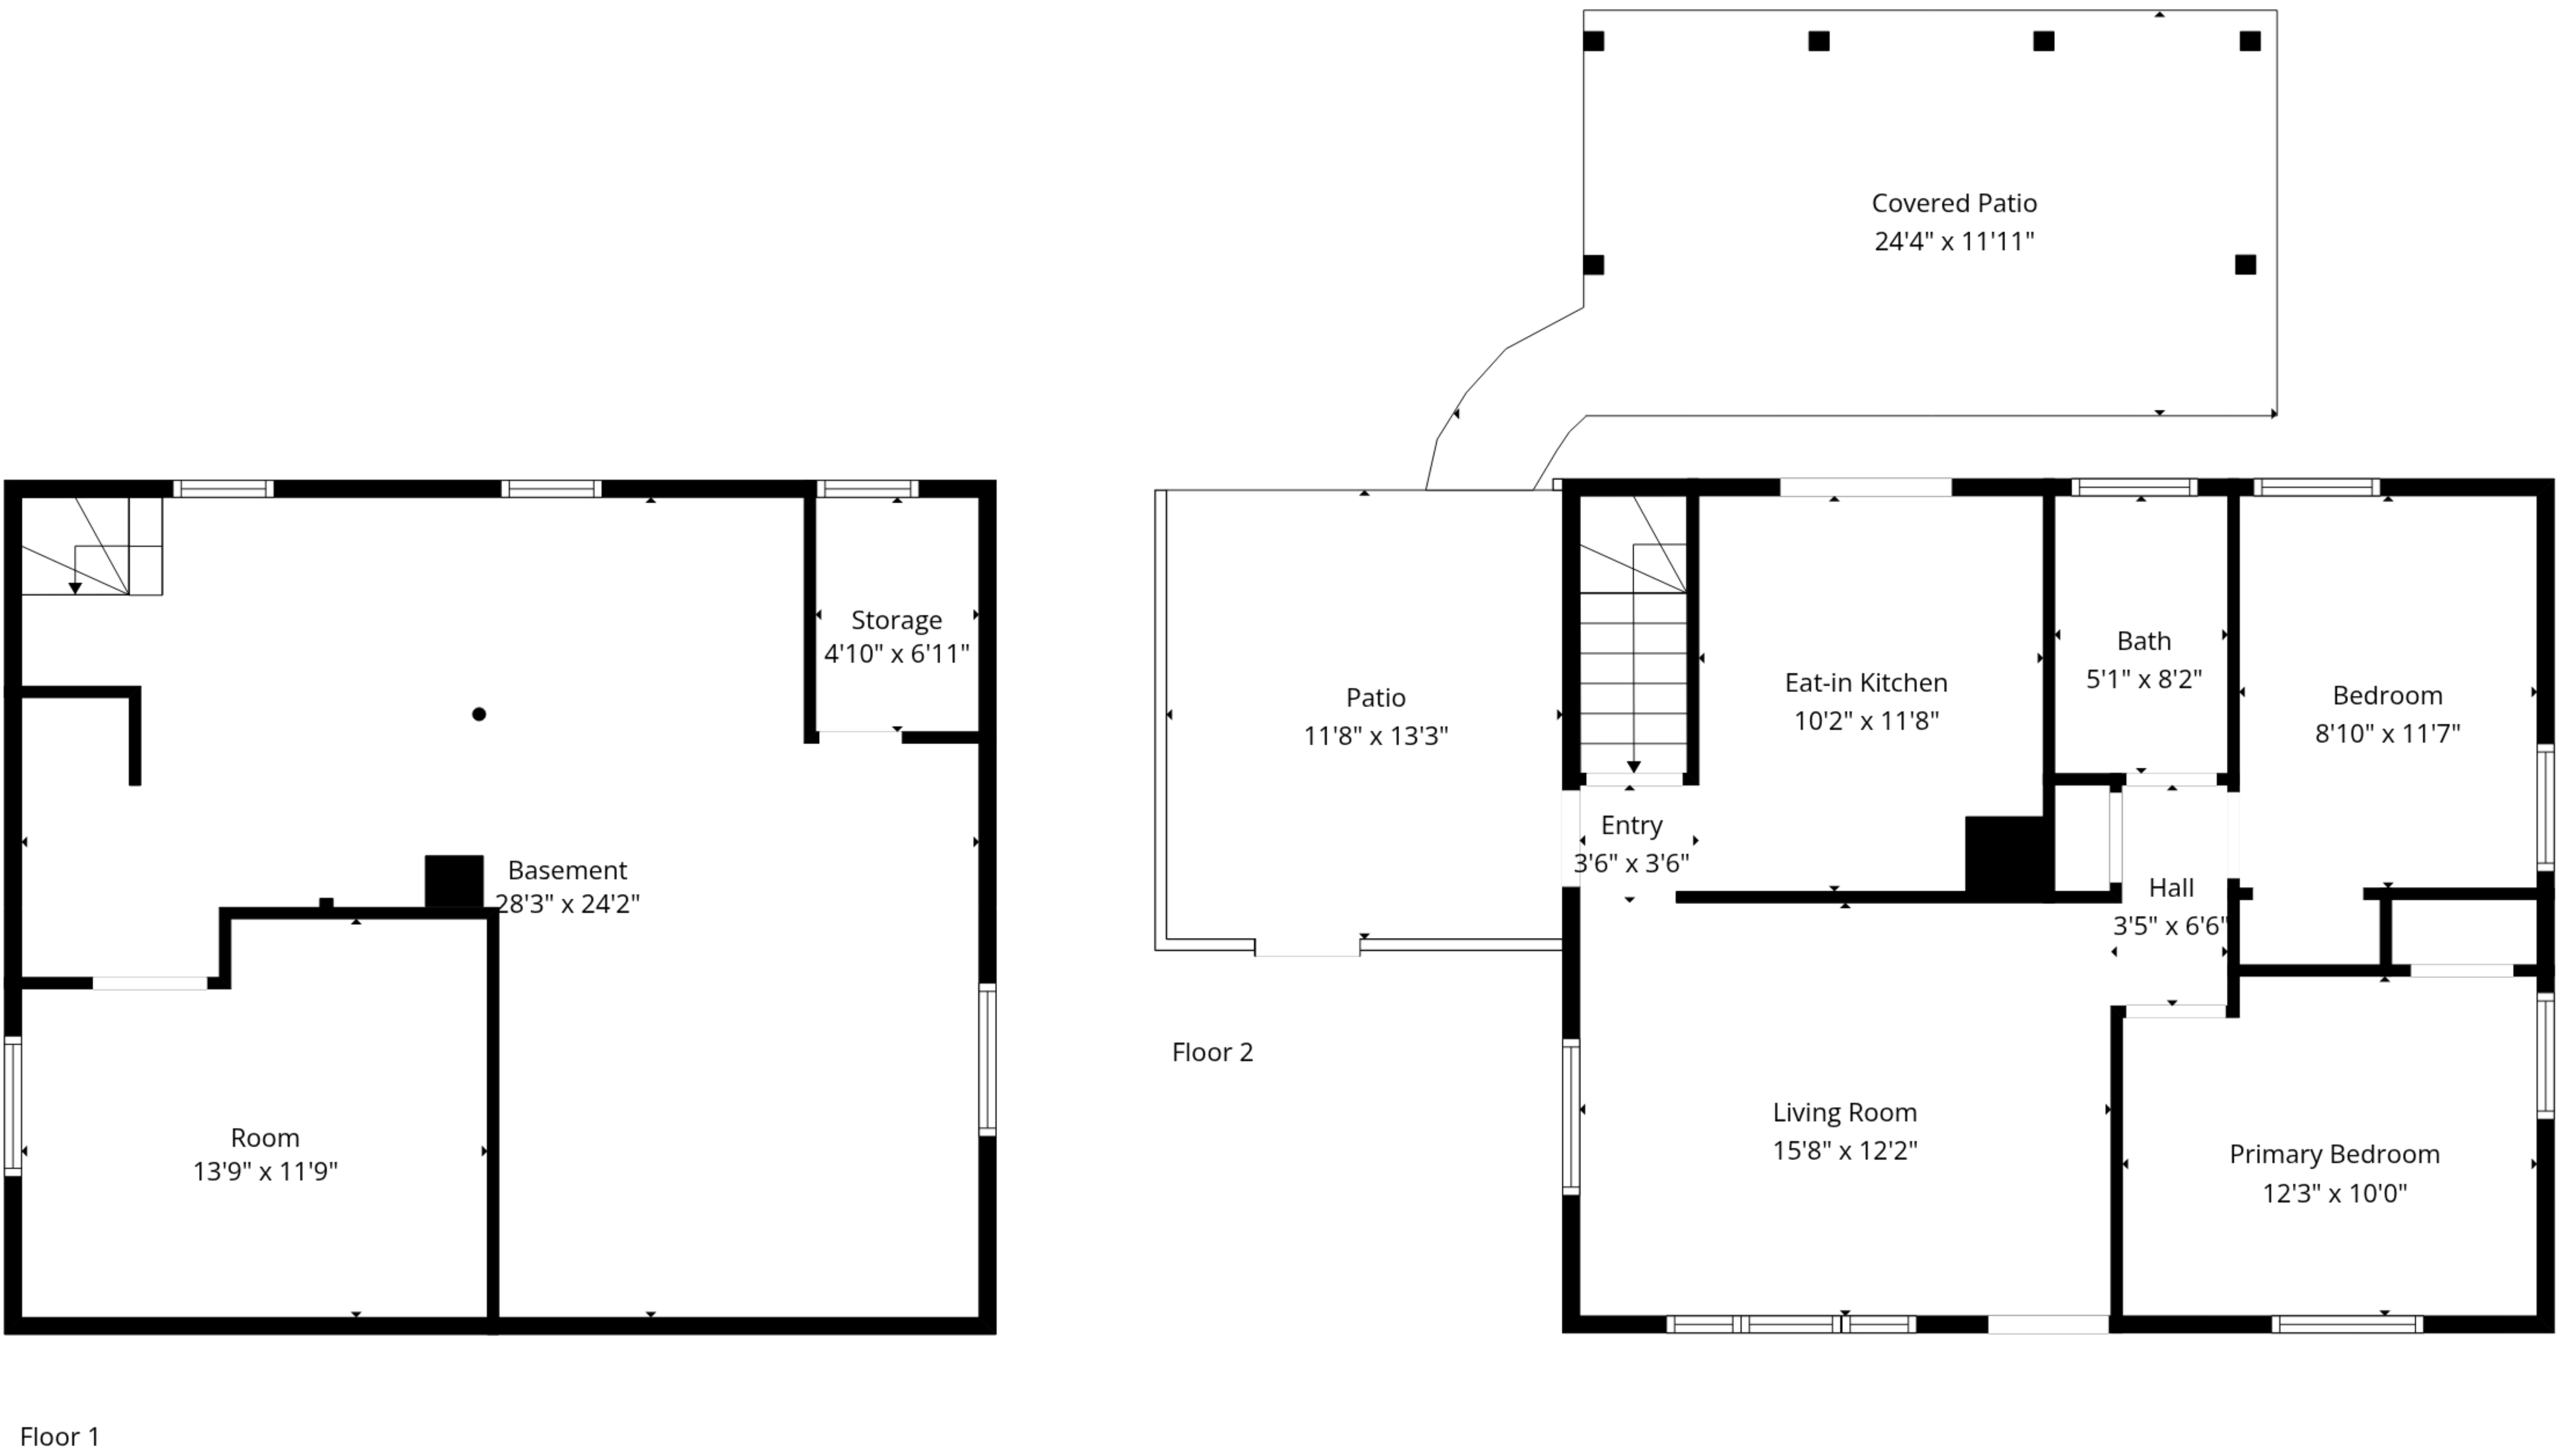 Covered Patio
24'4" x 11'11"
Storage
4'10" x 6'11"
Basement
28'3" x 24'2"
Room
13'9" x 11'9"
Floor 1
Patio
11'8" x 13'3"
Eat-in Kitchen
10'2" x 11'8"
Bath
5'1" x 8'2"
Bedroom
8'10" x 11'7"
Entry
3'6" x 3'6"
Hall
3'5" x 6'6"
Floor 2
Living Room
15'8" x 12'2"
Primary Bedroom
12'3" x 10'0"